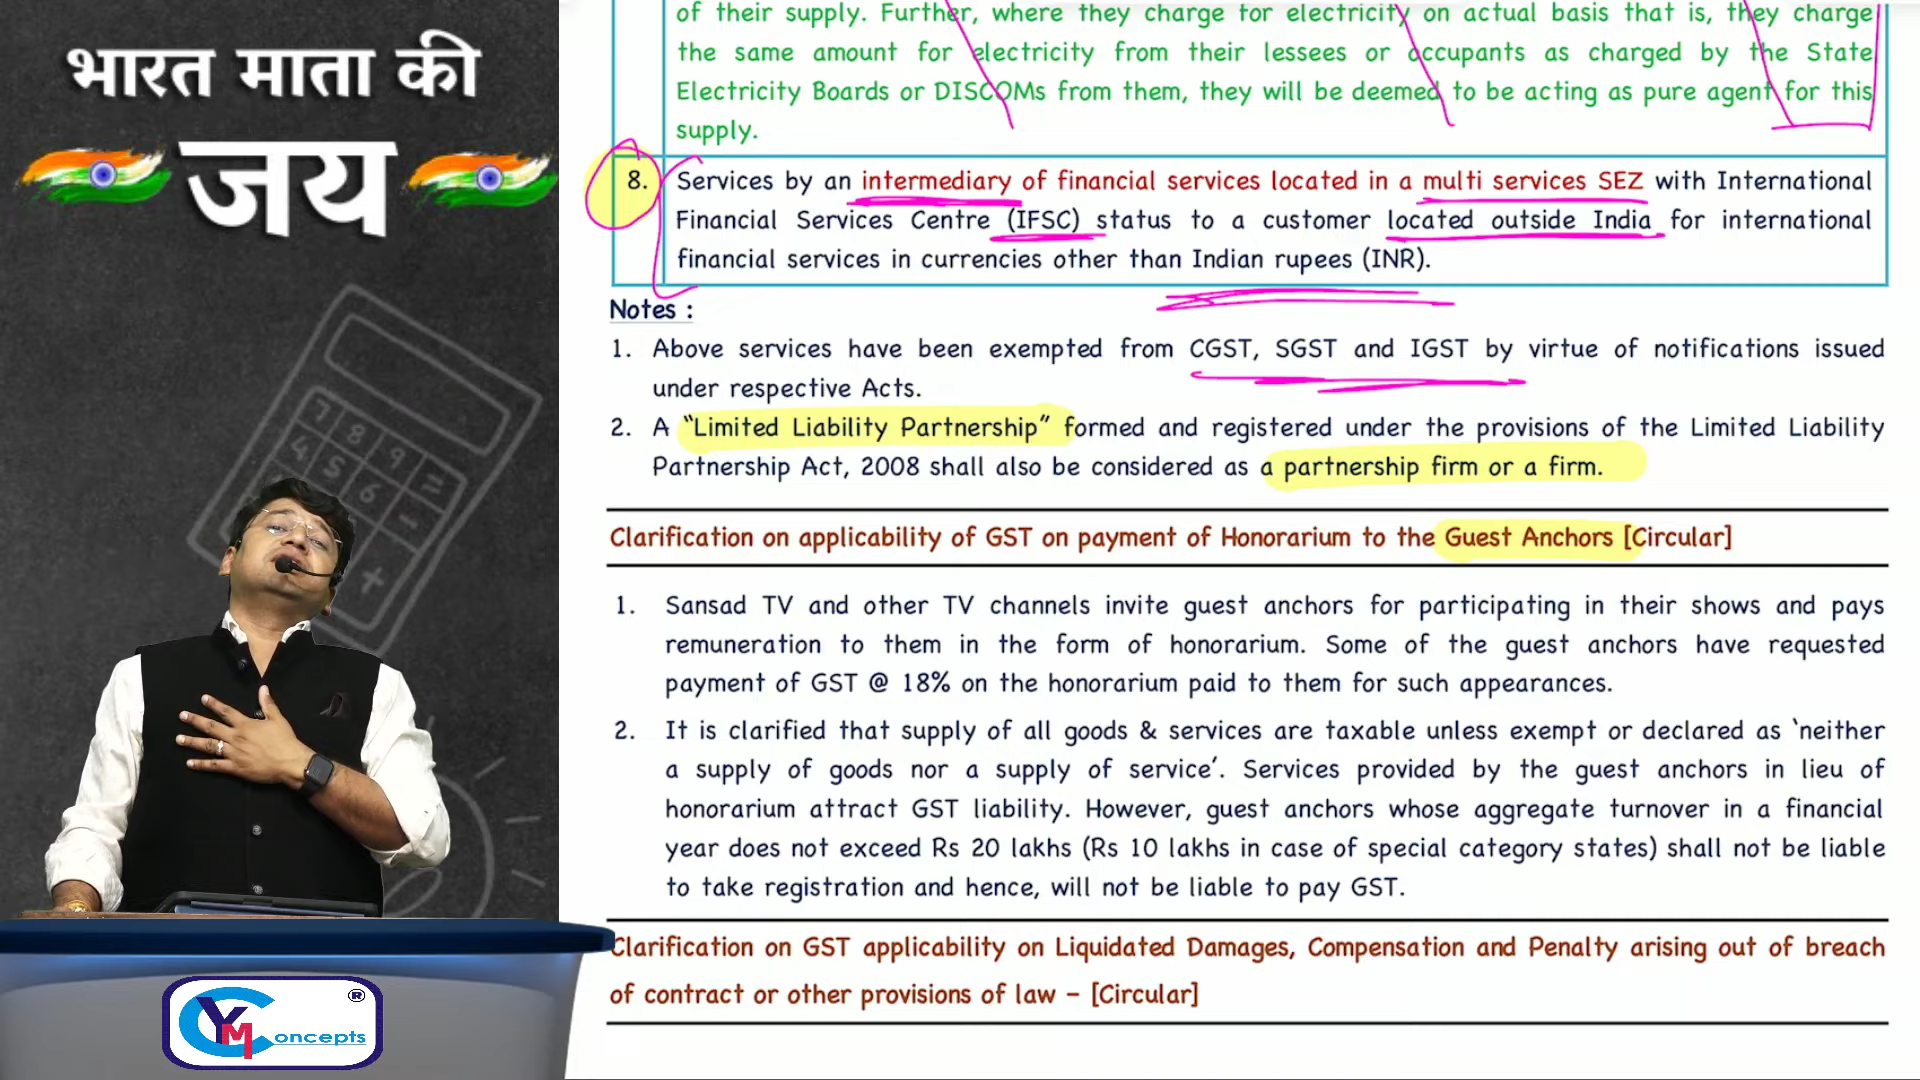 भारत माता की
जय
of their supply. Further, where they charge for electricity on actual basis that is, they charge
the same amount for electricity from their lessees or occupants as charged by the State
Electricity Boards or DISCOMs from them, they will be deemed to be acting as pure agent for this
supply.
8. Services by an intermediary of financial services located in a multi services SEZ with International
Financial Services Centre (IFSC) status to a customer located outside India for international
financial services in currencies other than Indian rupees (INR).
Notes :
1. Above services have been exempted from CGST, SGST and IGST by virtue of notifications issued
under respective Acts.
2. A “Limited Liability Partnership” formed and registered under the provisions of the Limited Liability
Partnership Act, 2008 shall also be considered as a partnership firm or a firm.
Clarification on applicability of GST on payment of Honorarium to the Guest Anchors [Circular]
1. Sansad TV and other TV channels invite guest anchors for participating in their shows and pays
remuneration to them in the form of honorarium. Some of the guest anchors have requested
payment of GST @ 18% on the honorarium paid to them for such appearances.
2. It is clarified that supply of all goods & services are taxable unless exempt or declared as ‘neither
a supply of goods nor a supply of service’. Services provided by the guest anchors in lieu of
honorarium attract GST liability. However, guest anchors whose aggregate turnover in a financial
year does not exceed Rs 20 lakhs (Rs 10 lakhs in case of special category states) shall not be liable
to take registration and hence, will not be liable to pay GST.
Clarification on GST applicability on Liquidated Damages, Compensation and Penalty arising out of breach
of contract or other provisions of law – [Circular]
7 8 9
4 5 6 =
-
+
YMConcepts ®